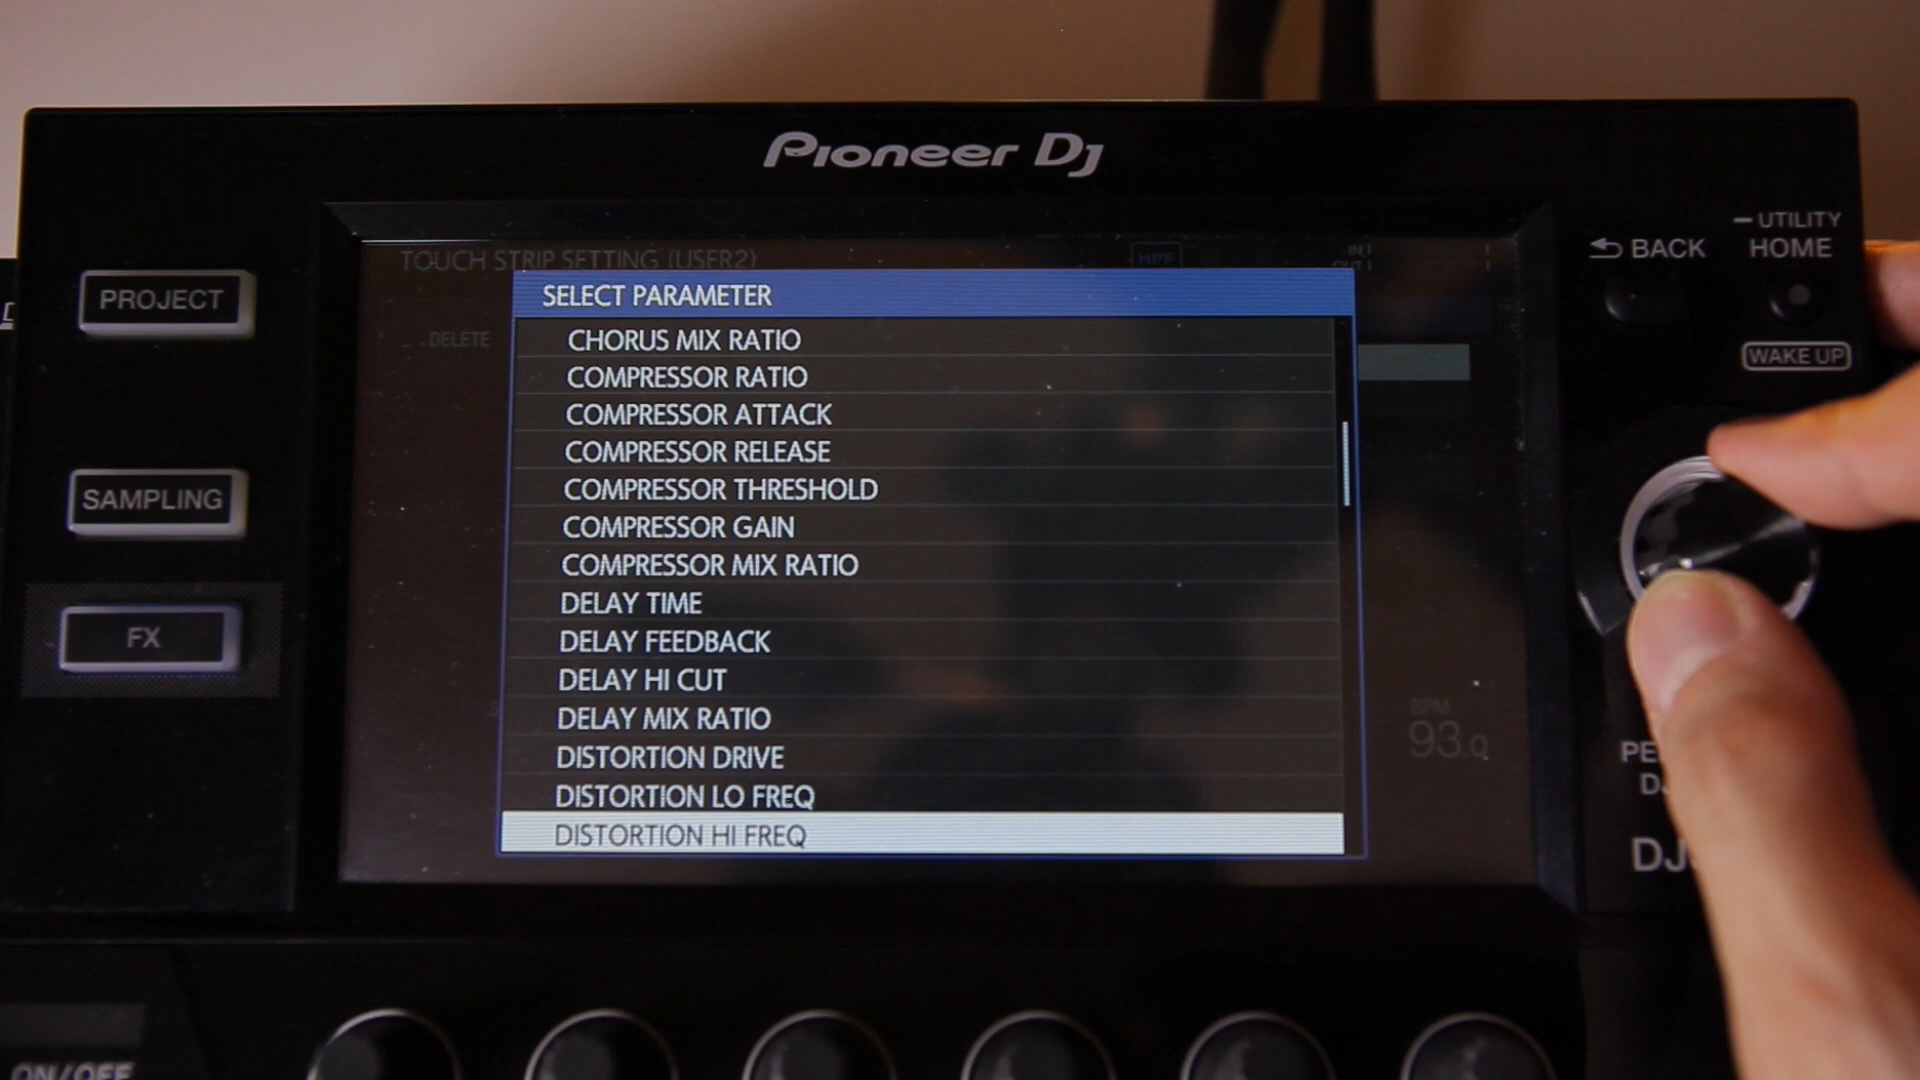 Pioneer DJ
UTILITY
BACK HOME
WAKE UP
PROJECT
SAMPLING
FX
TOUCH STRIP SETTING (USER2)
HPF
DELETE
SELECT PARAMETER
CHORUS MIX RATIO
COMPRESSOR RATIO
COMPRESSOR ATTACK
COMPRESSOR RELEASE
COMPRESSOR THRESHOLD
COMPRESSOR GAIN
COMPRESSOR MIX RATIO
DELAY TIME
DELAY FEEDBACK
DELAY HI CUT
DELAY MIX RATIO
DISTORTION DRIVE
DISTORTION LO FREQ
DISTORTION HI FREQ
BPM
ON/OFF